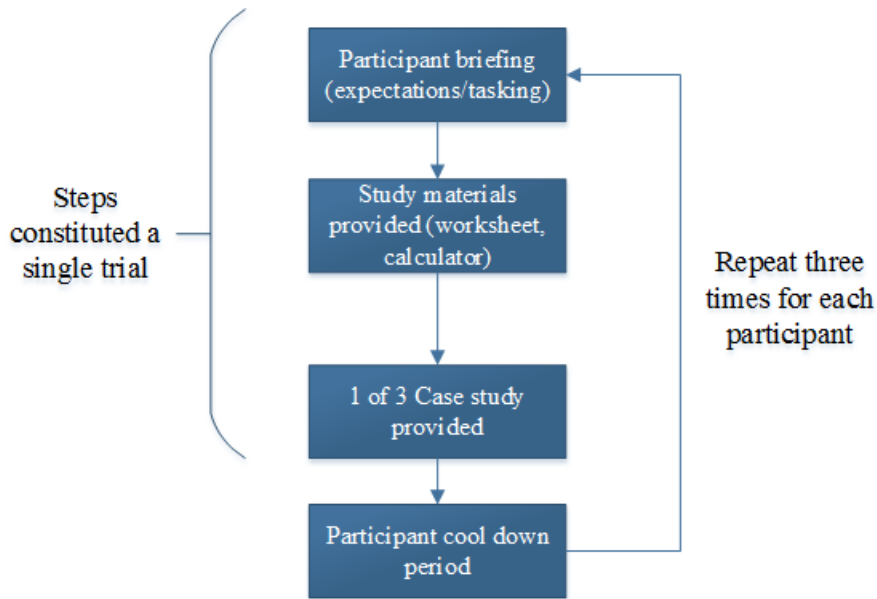 Participant briefing
(expectations/tasking)
Study materials
provided (worksheet,
calculator)
Steps
constituted a
single trial
Repeat three
times for each
participant
1 of 3 Case study
provided
Participant cool down
period